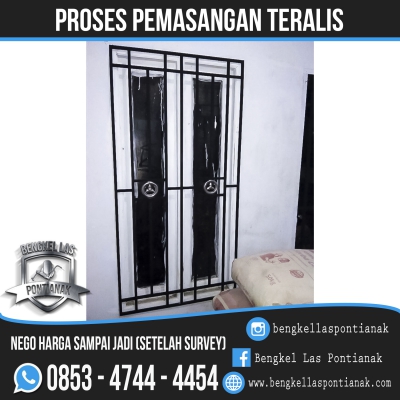 PROSES PEMASANGAN TERALIS
BENGKEL LAS
PONTIANAK
bengkellaspontianak
NEGO HARGA SAMPAI JADI (SETELAH SURVEY)
Bengkel Las Pontianak
0853 - 4744 - 4454
www.bengkellaspontianak.com